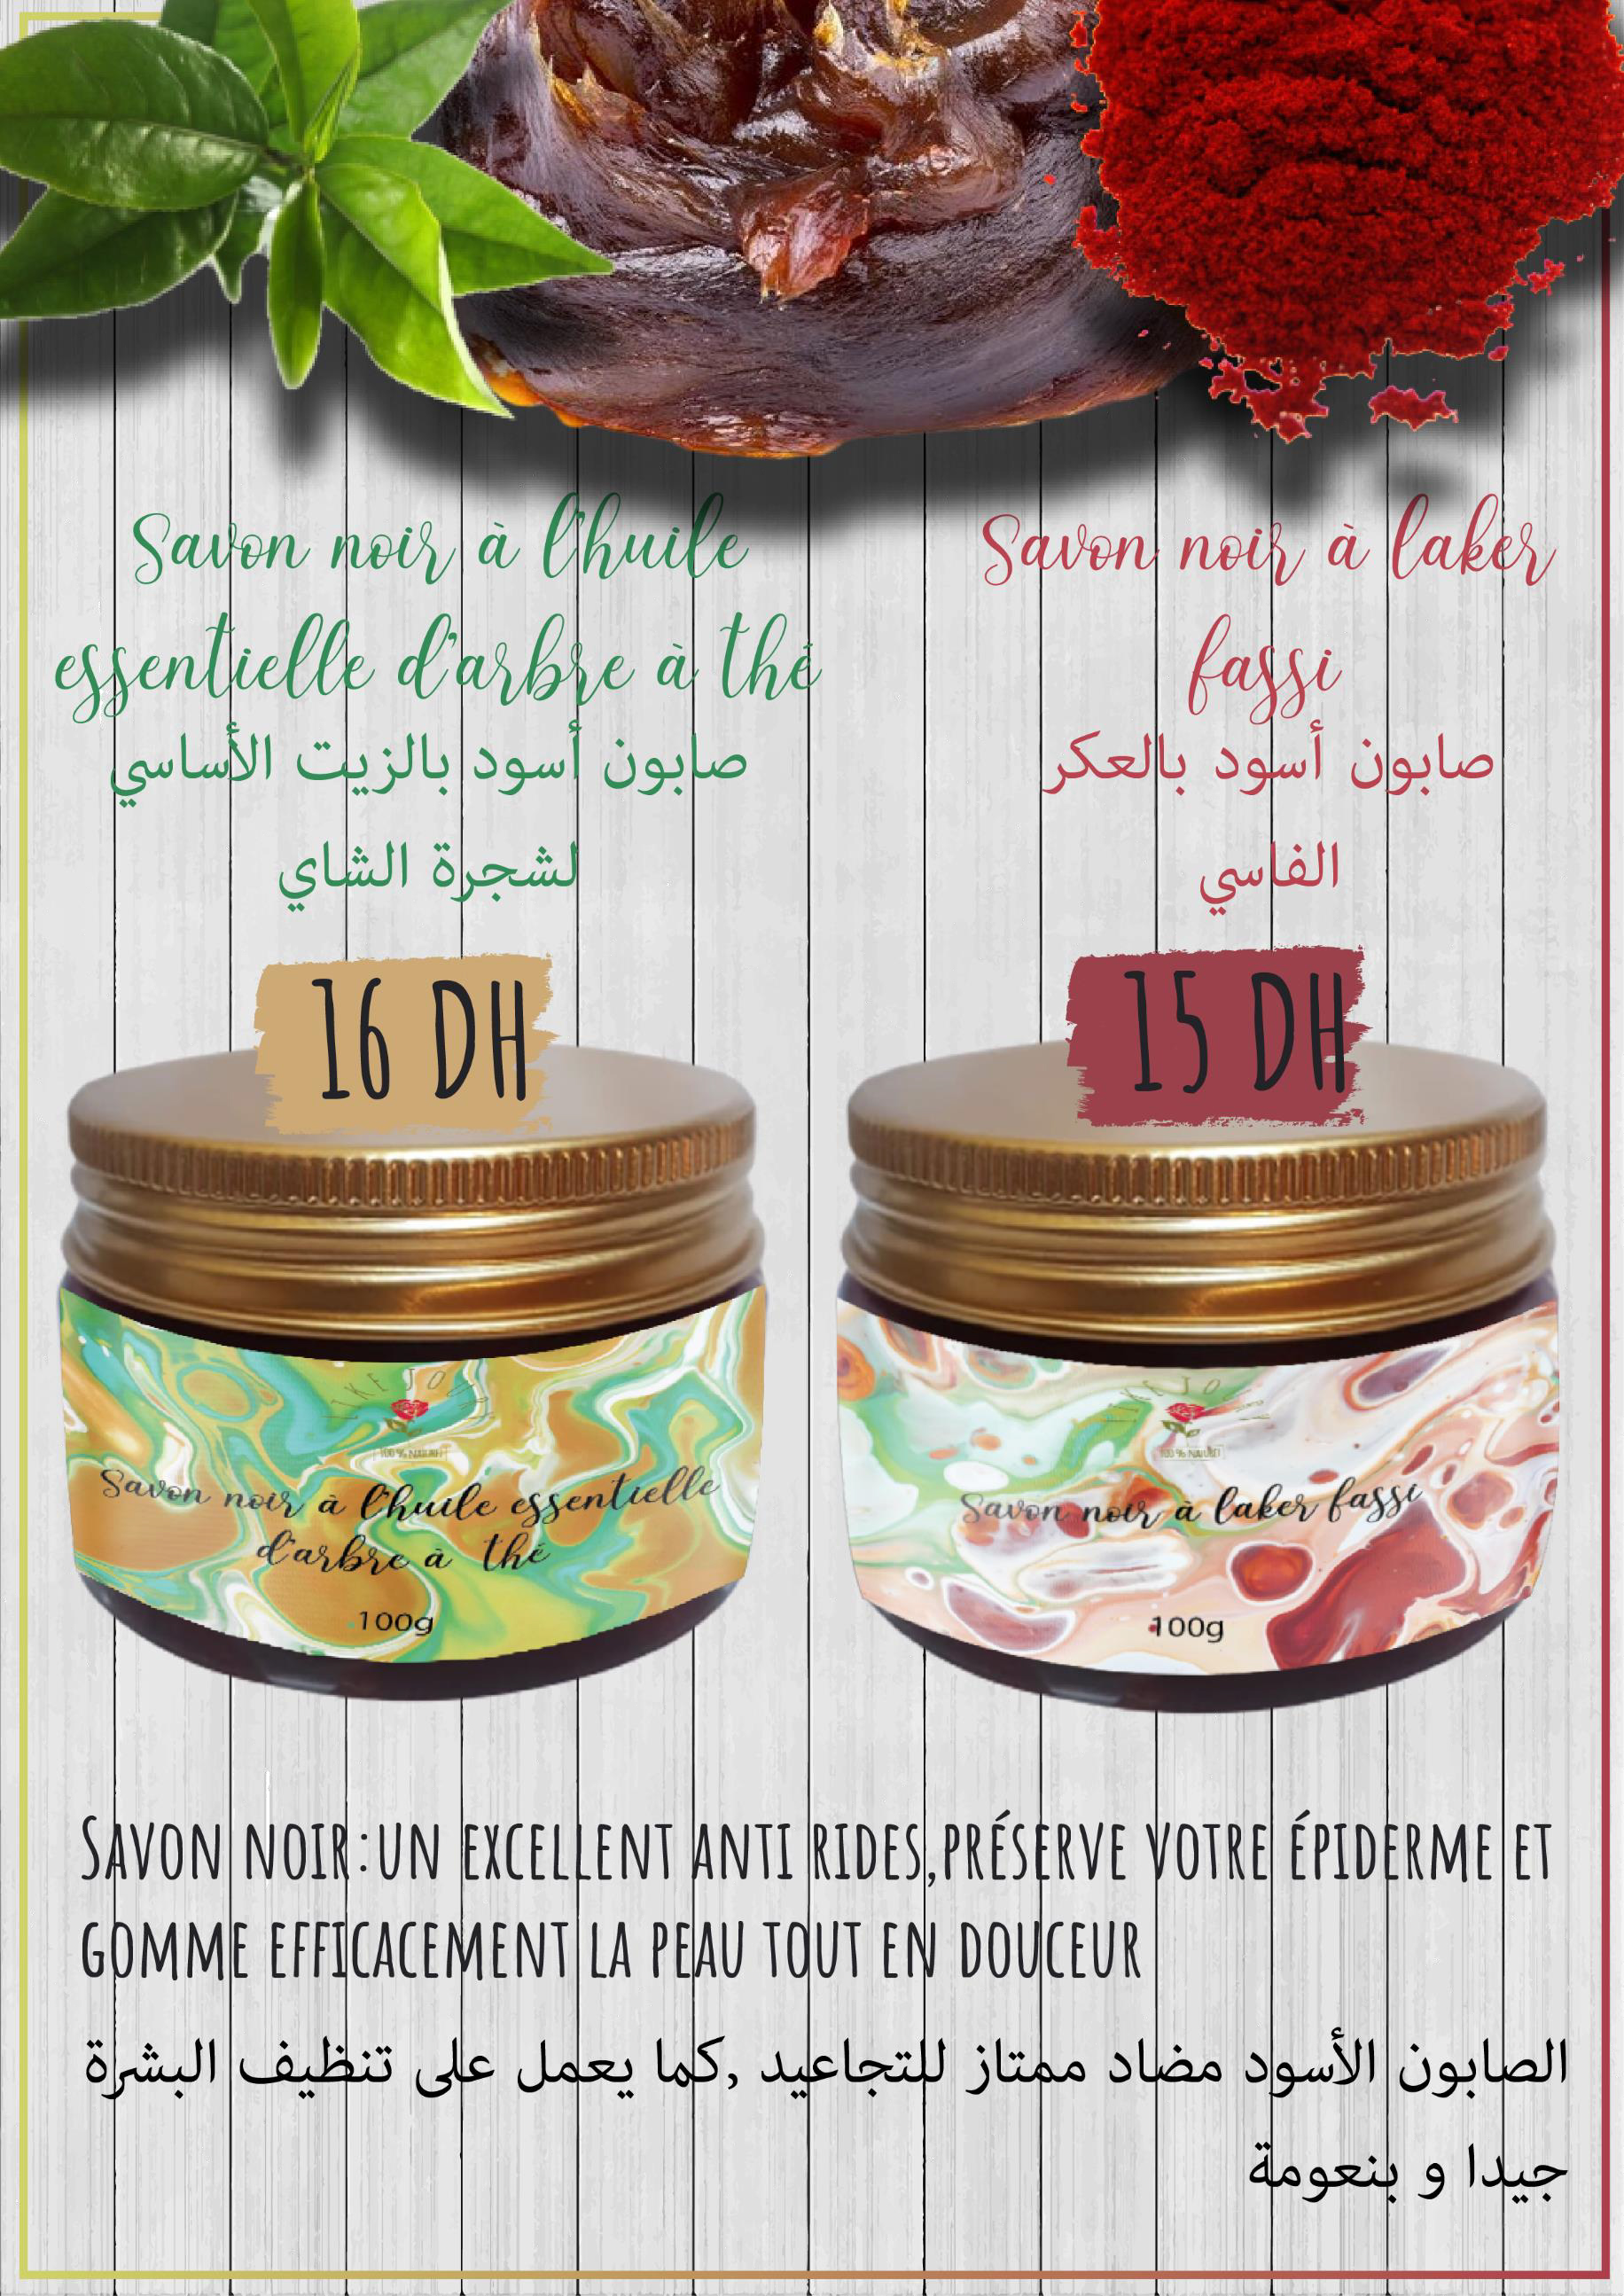 Savon noir à l'huile
essentielle d'arbre à thé
صابون أسود بالزيت الأساسي
لشجرة الشاي
16 DH
Savon noir à laker
fassi
صابون أسود بالعكر
الفاسي
15 DH
100% NATUREL
Savon noir à l'huile essentielle
d'arbre à thé
100g
100% NATUREL
Savon noir à laker fassi
100g
SAVON NOIR:UN EXCELLENT ANTI RIDES,PRÉSERVE VOTRE ÉPIDERME ET
GOMME EFFICACEMENT LA PEAU TOUT EN DOUCEUR
الصابون الأسود مضاد ممتاز للتجاعيد ,كما يعمل على تنظيف البشرة
جيدا و بنعومة